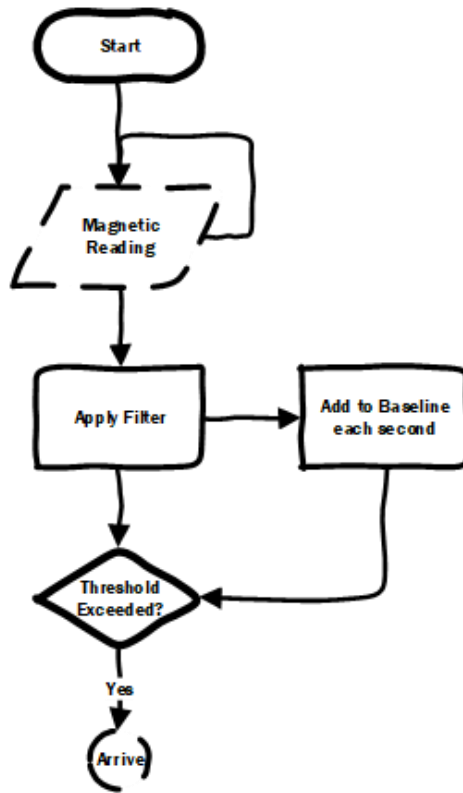 Start
Magnetic
Reading
Apply Filter
Add to Baseline
each second
Threshold
Exceeded?
Yes
Arrive